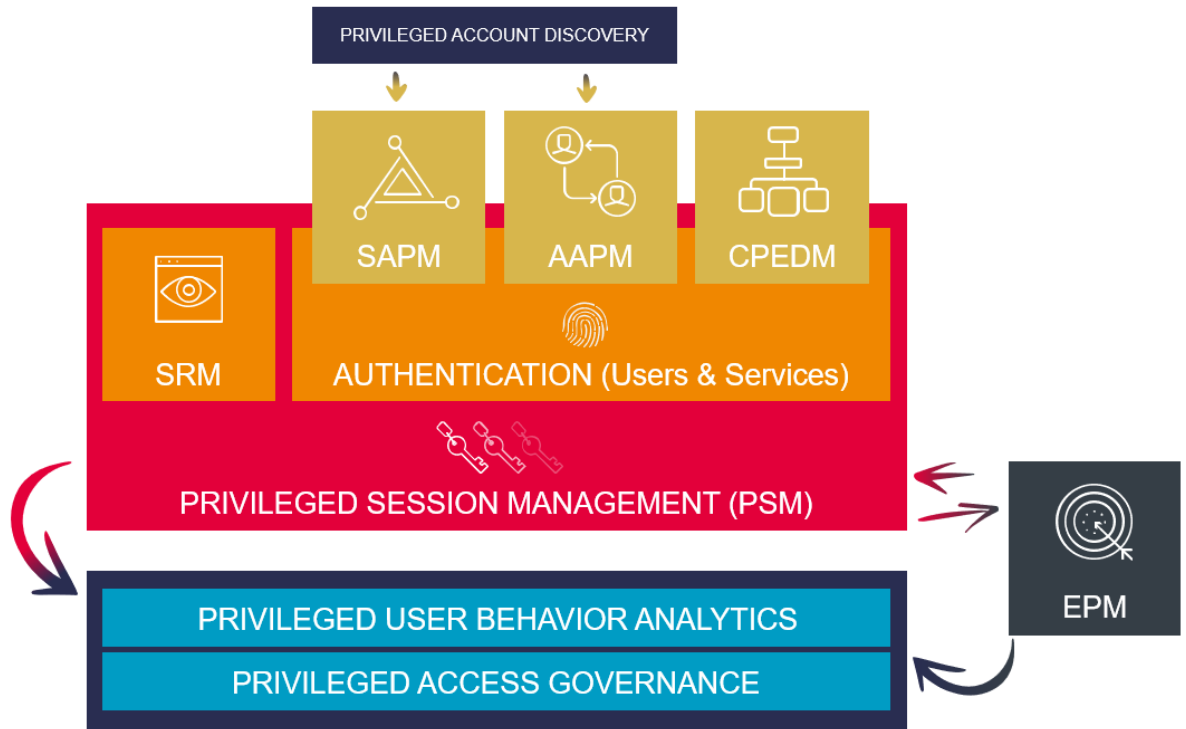 PRIVILEGED ACCOUNT DISCOVERY
SAPM
AAPM
CPEDM
SRM
AUTHENTICATION (Users & Services)
PRIVILEGED SESSION MANAGEMENT (PSM)
EPM
PRIVILEGED USER BEHAVIOR ANALYTICS
PRIVILEGED ACCESS GOVERNANCE